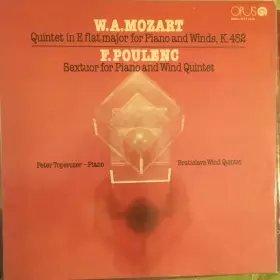 OPUS
W.A.MOZART
Quintet in E flat major for Piano and Winds, K.452
F.POULENC
Sextuor for Piano and Wind Quintet
Peter Toperczer – Piano
Bratislava Wind Quintet